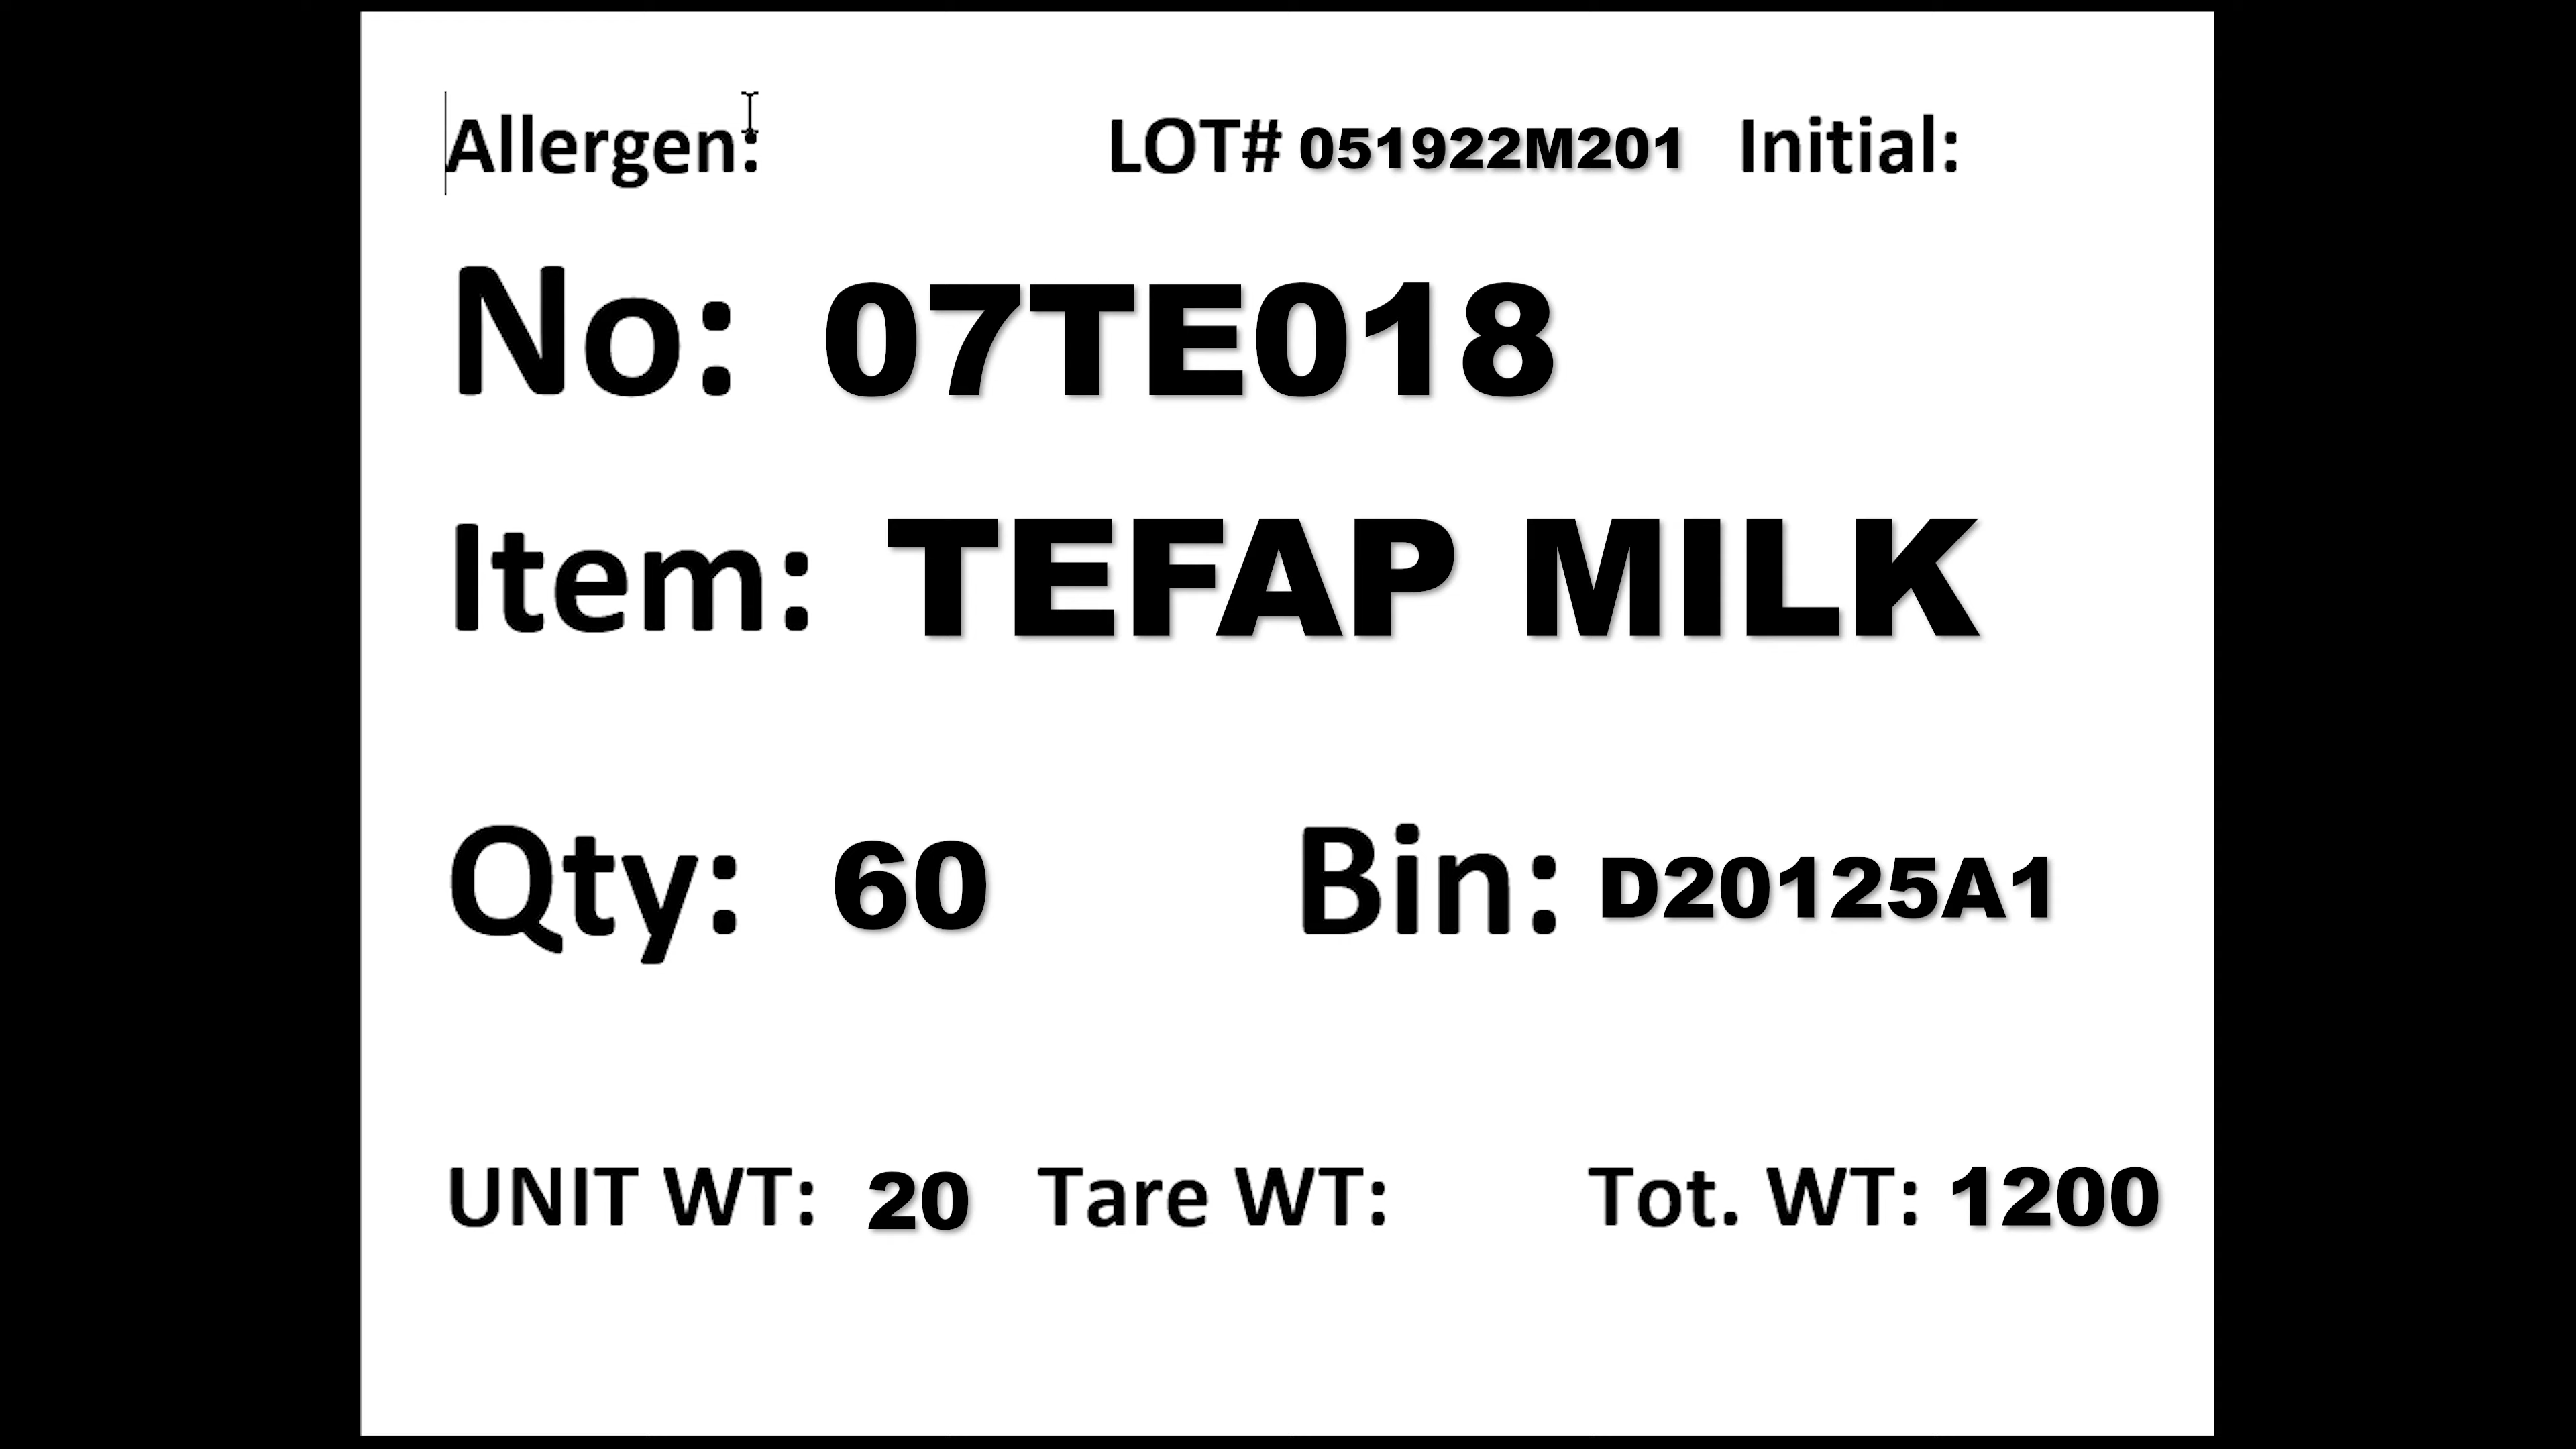 Allergen: LOT# 051922M201 Initial:
No: 07TE018
Item: TEFAP MILK
Qty: 60 Bin: D20125A1
UNIT WT: 20 Tare WT: Tot. WT: 1200